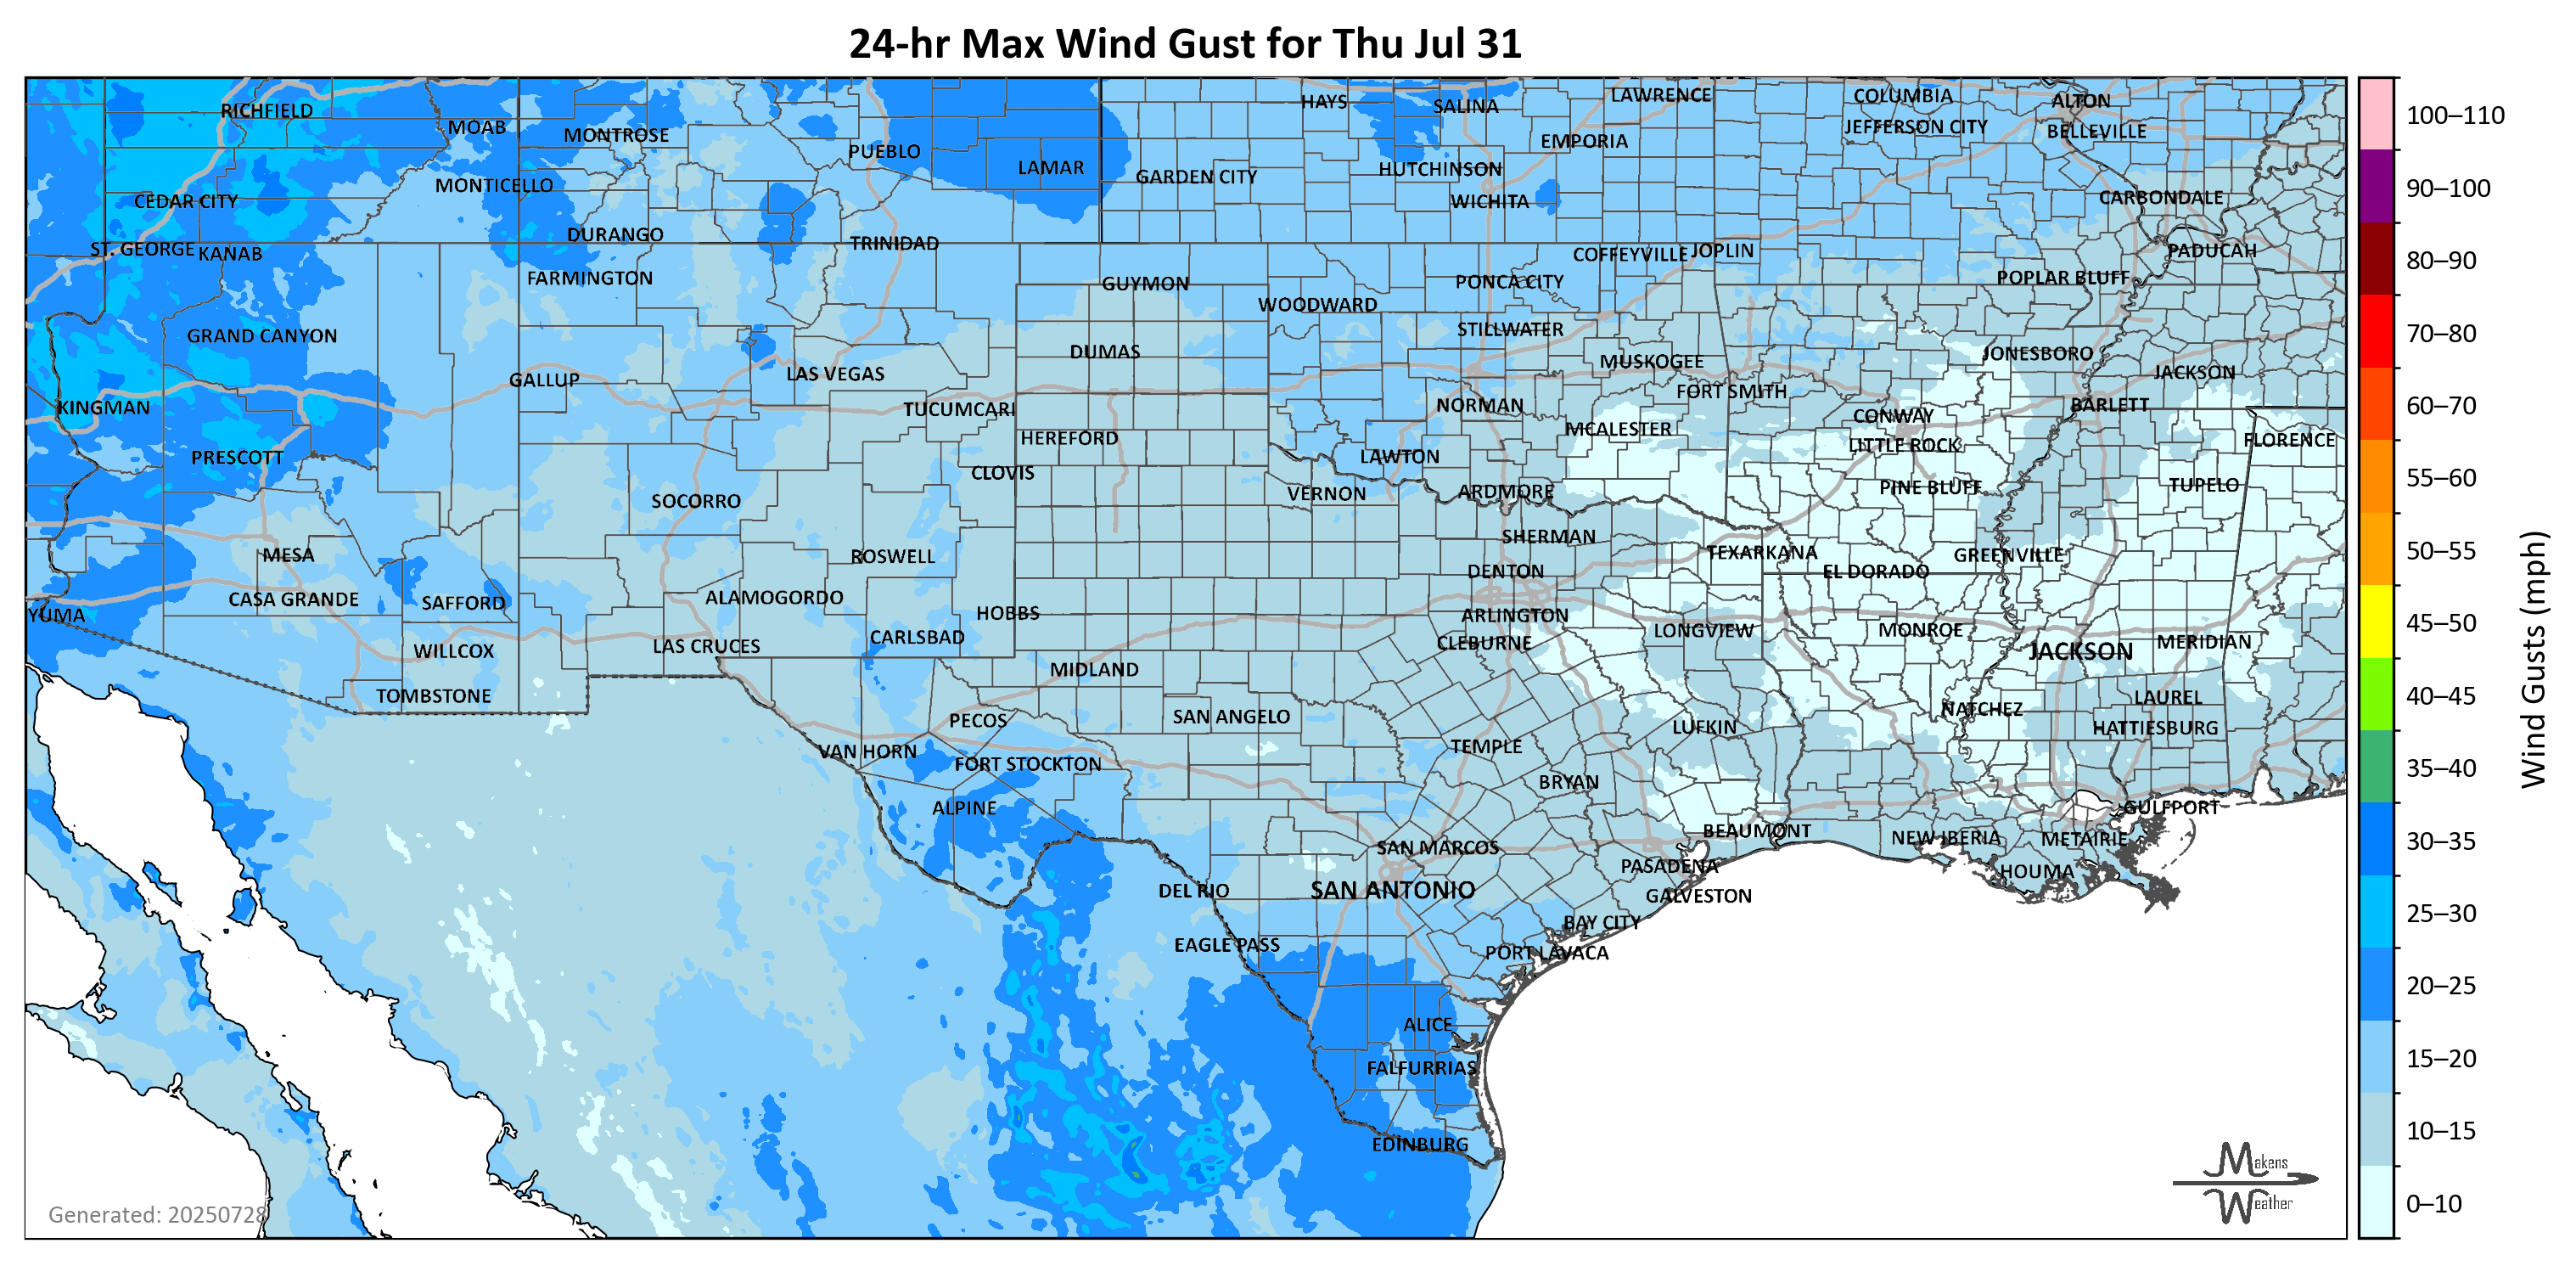 24-hr Max Wind Gust for Thu Jul 31
RICHFIELD
MOAB
MONTROSE
PUEBLO
LAMAR
HAYS
SALINA
LAWRENCE
COLUMBIA
ALTON
EMPORIA
JEFFERSON CITY
BELLEVILLE
MONTICELLO
GARDEN CITY
HUTCHINSON
CEDAR CITY
WICHITA
CARBONDALE
ST. GEORGE
KANAB
DURANGO
TRINIDAD
COFFEYVILLE
JOPLIN
PADUCAH
FARMINGTON
GUYMON
WOODWARD
PONCA CITY
POPLAR BLUFF
GRAND CANYON
DUMAS
STILLWATER
MUSKOGEE
JONESBORO
GALLUP
LAS VEGAS
FORT SMITH
JACKSON
KINGMAN
TUCUMCARI
NORMAN
CONWAY
BARLETT
PRESCOTT
HEREFORD
MCALESTER
LITTLE ROCK
FLORENCE
CLOVIS
LAWTON
SOCORRO
VERNON
ARDMORE
PINE BLUFF
TUPELO
MESA
ROSWELL
SHERMAN
TEXARKANA
GREENVILLE
DENTON
EL DORADO
CASA GRANDE
SAFFORD
ALAMOGORDO
HOBBS
YUMA
ARLINGTON
WILLCOX
LAS CRUCES
CARLSBAD
CLEBURNE
LONGVIEW
MONROE
JACKSON
MERIDIAN
TOMBSTONE
MIDLAND
PECOS
SAN ANGELO
NATCHEZ
LAUREL
VAN HORN
FORT STOCKTON
TEMPLE
LUFKIN
HATTIESBURG
ALPINE
BRYAN
GULFPORT
SAN MARCOS
BEAUMONT
NEW IBERIA
METAIRIE
DEL RIO
SAN ANTONIO
PASADENA
GALVESTON
HOUMA
EAGLE PASS
BAY CITY
PORT LAVACA
ALICE
FALFURRIAS
EDINBURG
Generated: 20250728
Makens
Weather
100–110
90–100
80–90
70–80
60–70
55–60
50–55
45–50
40–45
35–40
30–35
25–30
20–25
15–20
10–15
0–10
Wind Gusts (mph)